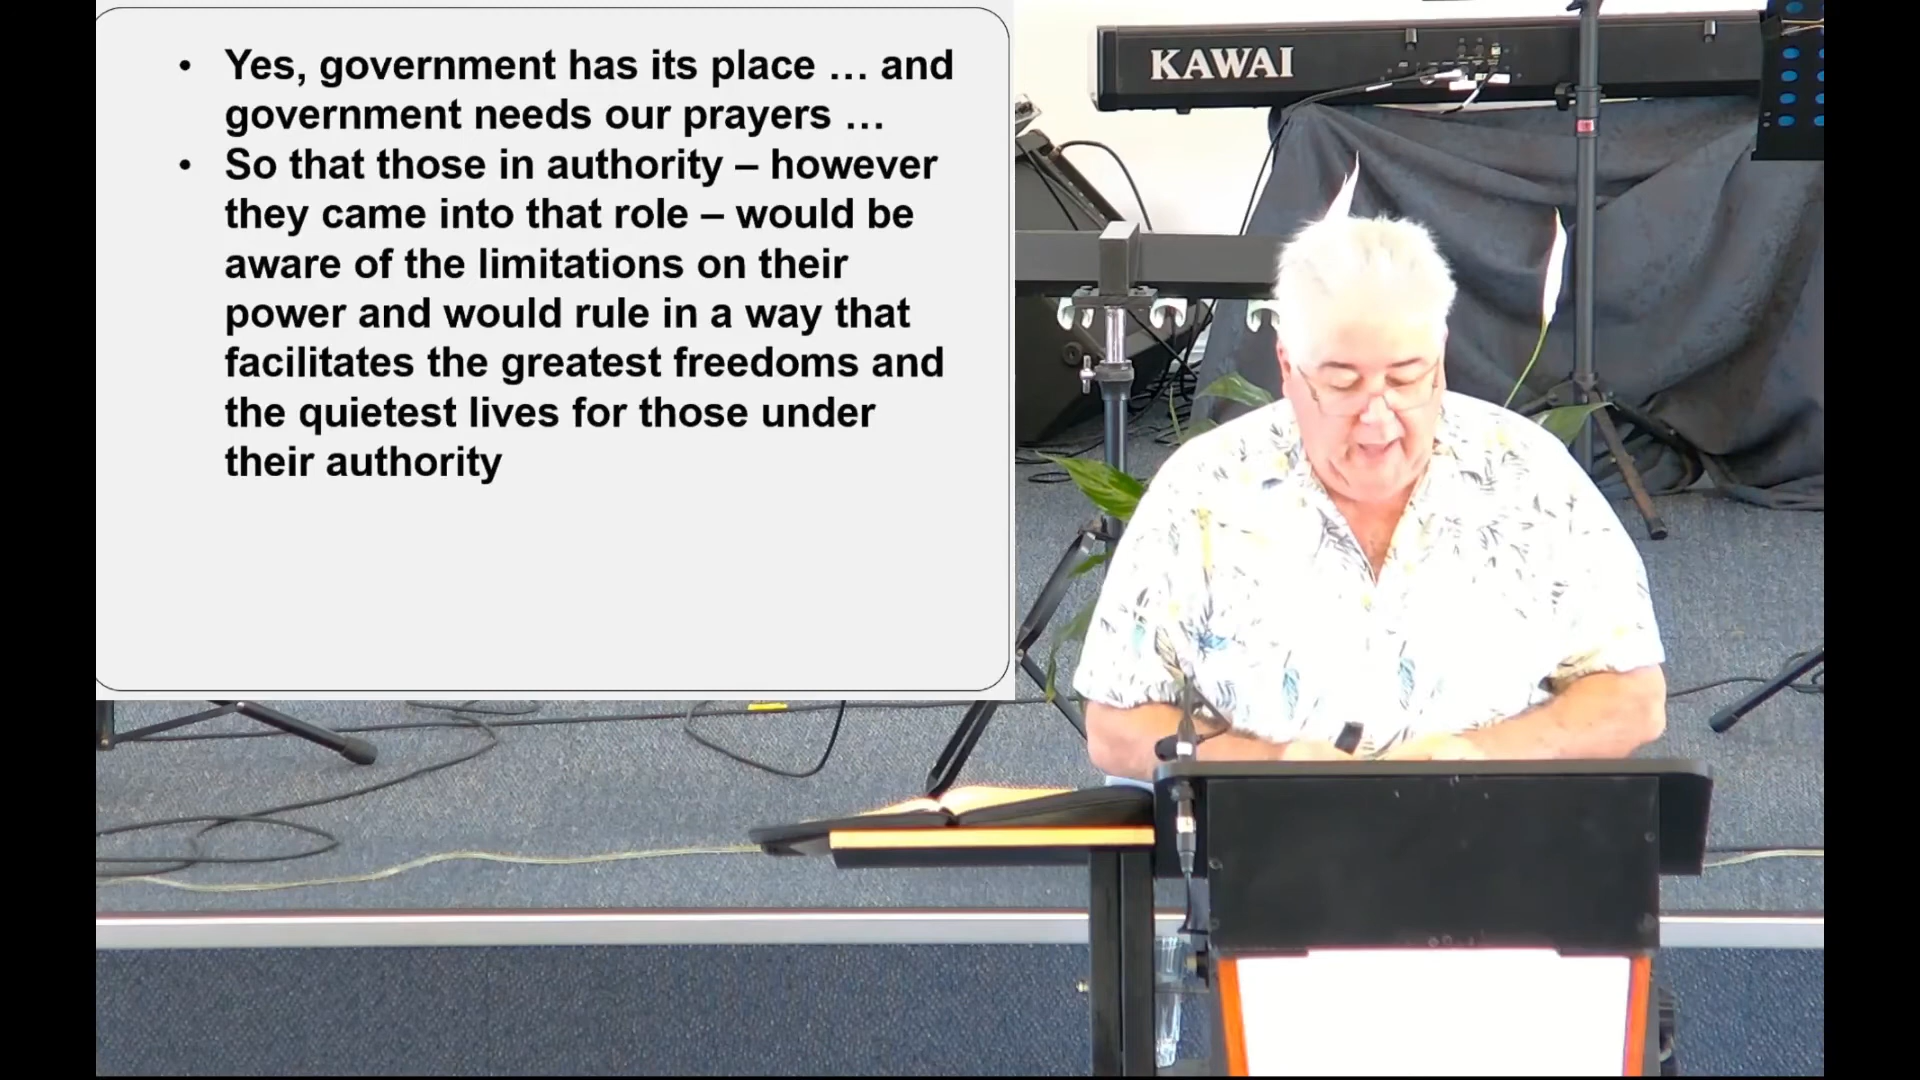 • Yes, government has its place … and
government needs our prayers …
• So that those in authority – however
they came into that role – would be
aware of the limitations on their
power and would rule in a way that
facilitates the greatest freedoms and
the quietest lives for those under
their authority
KAWAI